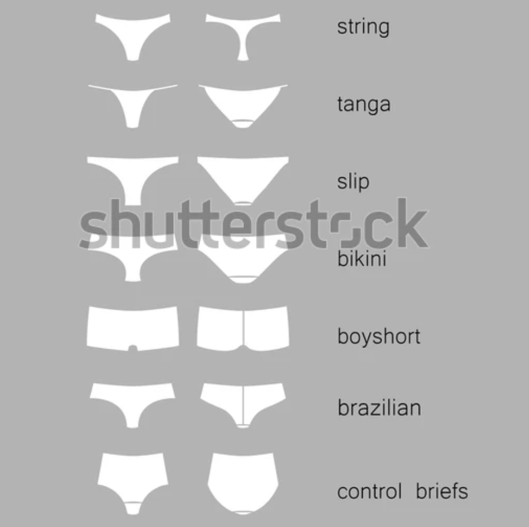 string
tanga
slip
shutterstock
bikini
boyshort
brazilian
control briefs